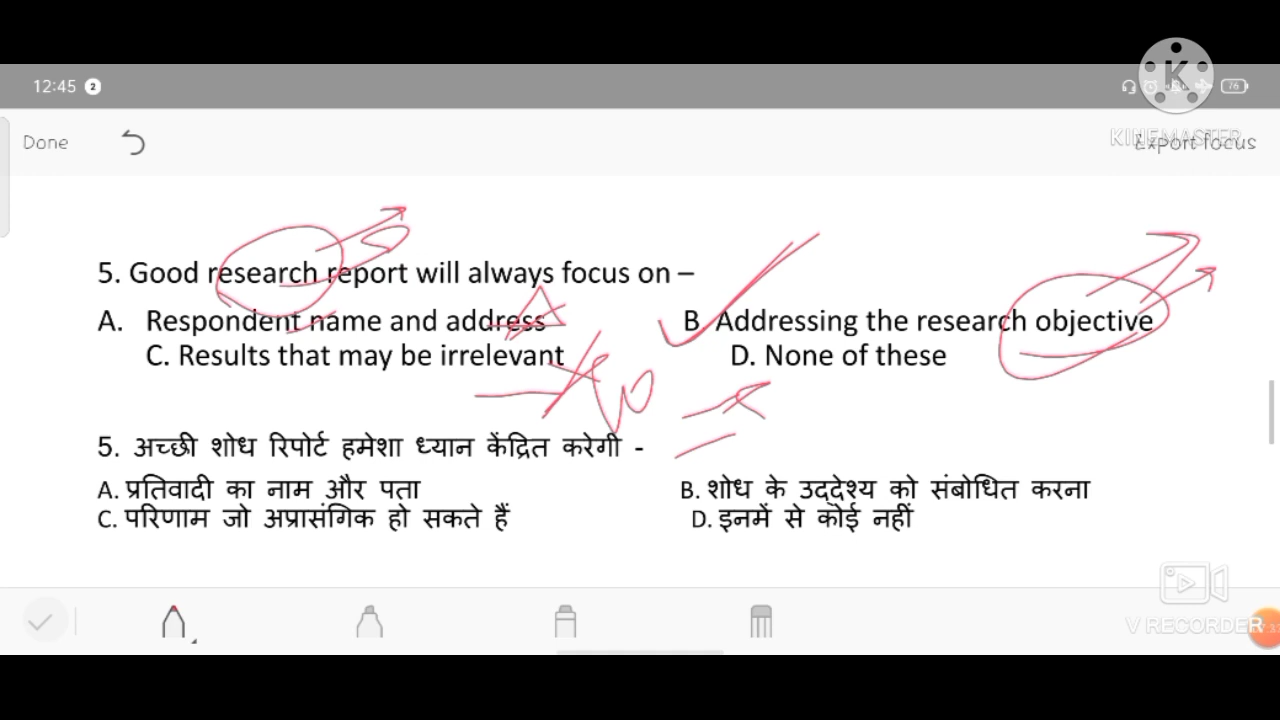 12:45 2 76
KINEMASTER
Done Export focus
5. Good research report will always focus on –
A. Respondent name and address B. Addressing the research objective
C. Results that may be irrelevant D. None of these
5. अच्छी शोध रिपोर्ट हमेशा ध्यान केंद्रित करेगी -
A. प्रतिवादी का नाम और पता B. शोध के उद्देश्य को संबोधित करना
C. परिणाम जो अप्रासंगिक हो सकते हैं D. इनमें से कोई नहीं
V RECORDER